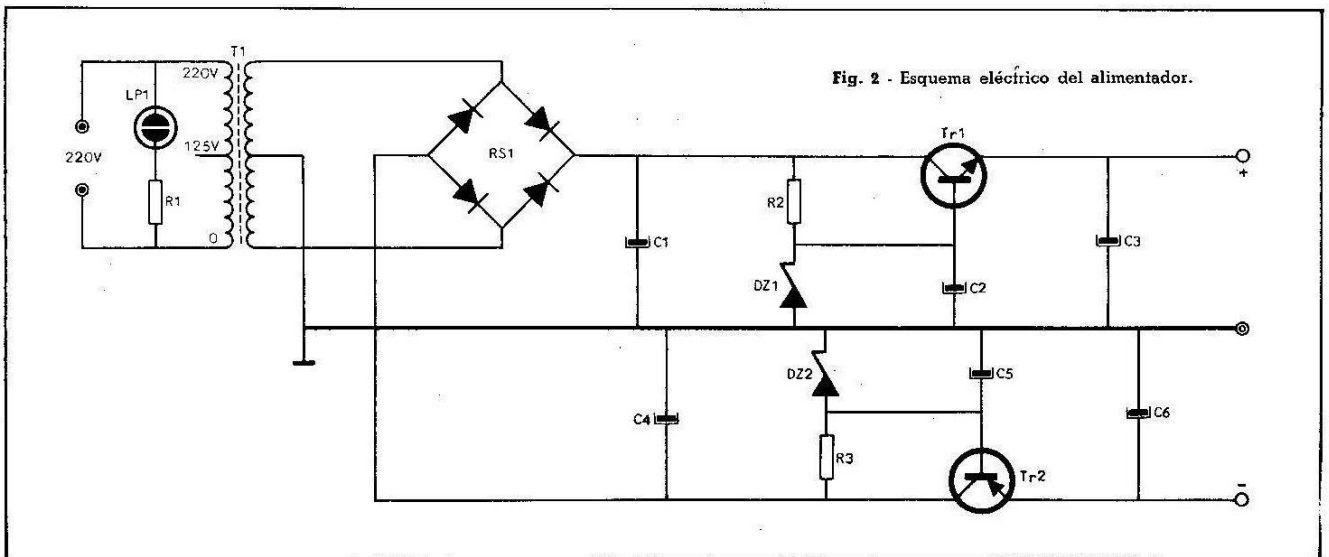 Fig. 2 - Esquema eléctrico del alimentador.
T1
220V
LP1
125V
220V
R1
0
RS1
Tr1
R2
C1
C3
+
DZ1
C2
DZ2
C5
C4
C6
R3
Tr2
-